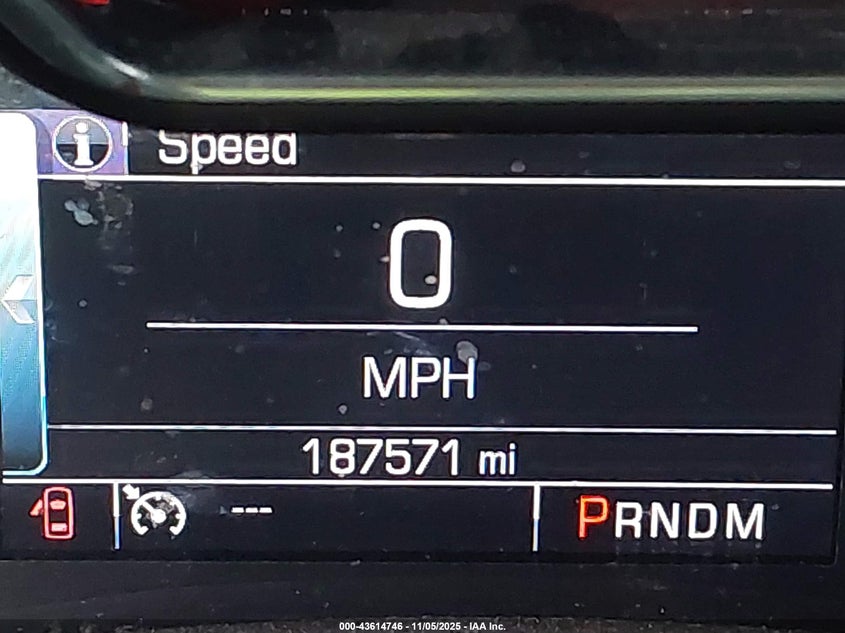 i Speed
0
MPH
187571 mi
--- PRNDM
000-43614746 - 11/05/2025 - IAA Inc.